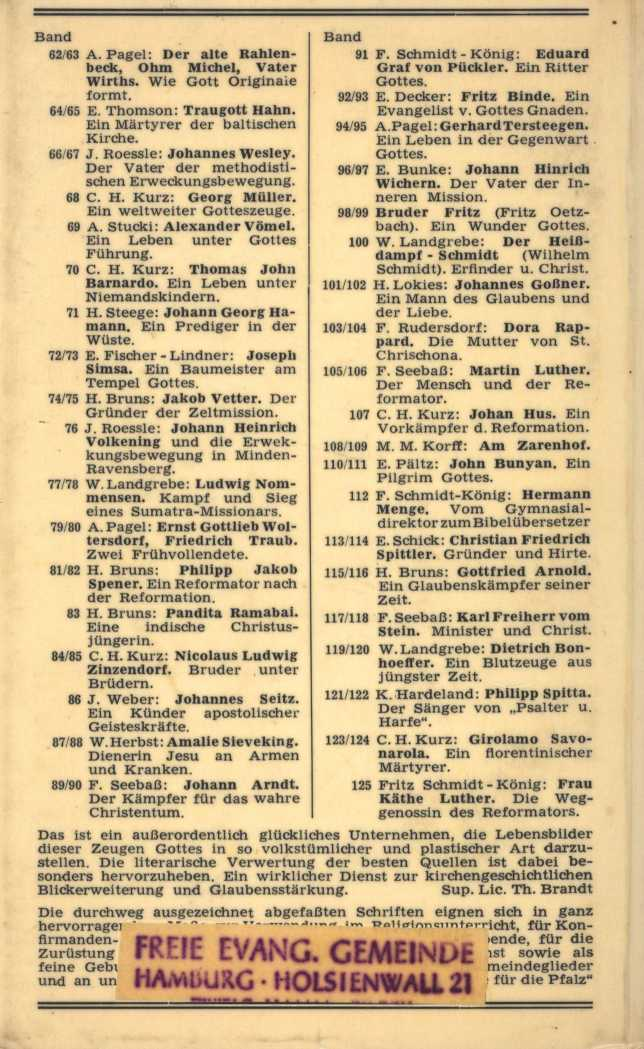 Band
62/63 A. Pagel: Der alte Rahlen-
beck, Ohm Michel, Vater
Wirths. Wie Gott Originale
formt.
64/65 E. Thomson: Traugott Hahn.
Ein Märtyrer der baltischen
Kirche.
66/67 J. Roessle: Johannes Wesley.
Der Vater der methodisti-
schen Erweckungsbewegung.
68 C. H. Kurz: Georg Müller.
Ein weltweiter Gotteszeuge.
69 A. Stucki: Alexander Vömel.
Ein Leben unter Gottes
Führung.
70 C. H. Kurz: Thomas John
Barnardo. Ein Leben unter
Niemandskindern.
71 H. Steege: Johann Georg Ha-
mann. Ein Prediger in der
Wüste.
72/73 E. Fischer-Lindner: Joseph
Simsa. Ein Baumeister am
Tempel Gottes.
74/75 H. Bruns: Jakob Vetter. Der
Gründer der Zeltmission.
76 J. Roessle: Johann Heinrich
Volkening und die Erwek-
kungsbewegung in Minden-
Ravensberg.
77/78 W. Landgrebe: Ludwig Nom-
mensen. Kampf und Sieg
eines Sumatra-Missionars.
79/80 A. Pagel: Ernst Gottlieb Wol-
tersdorf, Friedrich Traub.
Zwei Frühvollendete.
81/82 H. Bruns: Philipp Jakob
Spener. Ein Reformator nach
der Reformation.
83 H. Bruns: Pandita Ramabai.
Eine indische Christus-
jüngerin.
84/85 C. H. Kurz: Nicolaus Ludwig
Zinzendorf. Bruder unter
Brüdern.
86 J. Weber: Johannes Seitz.
Ein Künder apostolischer
Geisteskräfte.
87/88 W. Herbst: Amalie Sieveking.
Dienerin Jesu an Armen
und Kranken.
89/90 F. Seebaß: Johann Arndt.
Der Kämpfer für das wahre
Christentum.
Band
91 F. Schmidt-König: Eduard
Graf von Pückler. Ein Ritter
Gottes.
92/93 E. Decker: Fritz Binde. Ein
Evangelist v. Gottes Gnaden.
94/95 A. Pagel: Gerhard Tersteegen.
Ein Leben in der Gegenwart
Gottes.
96/97 E. Bunke: Johann Hinrich
Wichern. Der Vater der In-
neren Mission.
98/99 Bruder Fritz (Fritz Oetz-
bach). Ein Wunder Gottes.
100 W. Landgrebe: Der Heiß-
dampf-Schmidt (Wilhelm
Schmidt). Erfinder u. Christ.
101/102 H. Lokies: Johannes Goßner.
Ein Mann des Glaubens und
der Liebe.
103/104 F. Rudersdorf: Dora Rap-
pard. Die Mutter von St.
Chrischona.
105/106 F. Seebaß: Martin Luther.
Der Mensch und der Re-
formator.
107 C. H. Kurz: Johan Hus. Ein
Vorkämpfer d. Reformation.
108/109 M. M. Korff: Am Zarenhof.
110/111 E. Pältz: John Bunyan. Ein
Pilgrim Gottes.
112 F. Schmidt-König: Hermann
Menge. Vom Gymnasial-
direktor zum Bibelübersetzer
113/114 E. Schick: Christian Friedrich
Spittler. Gründer und Hirte.
115/116 H. Bruns: Gottfried Arnold.
Ein Glaubenskämpfer seiner
Zeit.
117/118 F. Seebaß: Karl Freiherr vom
Stein. Minister und Christ.
119/120 W. Landgrebe: Dietrich Bon-
hoeffer. Ein Blutzeuge aus
jüngster Zeit.
121/122 K. Hardeland: Philipp Spitta.
Der Sänger von „Psalter u.
Harfe“.
123/124 C. H. Kurz: Girolamo Savo-
narola. Ein florentinischer
Märtyrer.
125 Fritz Schmidt-König: Frau
Käthe Luther. Die Weg-
genossin des Reformators.
Das ist ein außerordentlich glückliches Unternehmen, die Lebensbilder
dieser Zeugen Gottes in so volkstümlicher und plastischer Art darzu-
stellen. Die literarische Verwertung der besten Quellen ist dabei be-
sonders hervorzuheben. Ein wirklicher Dienst zur kirchengeschichtlichen
Blickerweiterung und Glaubensstärkung. Sup. Lic. Th. Brandt
Die durchweg ausgezeichnet abgefaßten Schriften eignen sich in ganz
hervorragendem Maße zur Verwendung im Religionsunterricht, für Kon-
firmanden- ende, für die
Zurüstung nst sowie als
feine Gebu meindeglieder
und an un für die Pfalz“
FREIE EVANG. GEMEINDE
HAMBURG · HOLSTENWALL 21